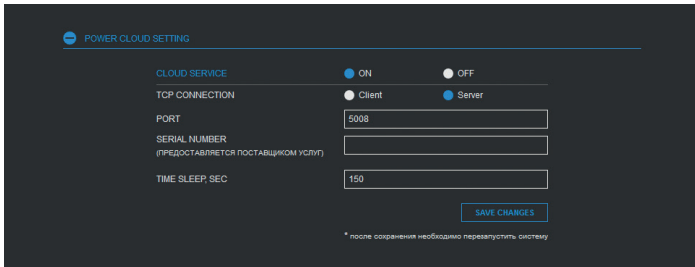 POWER CLOUD SETTING
CLOUD SERVICE ON OFF
TCP CONNECTION Client Server
PORT 5008
SERIAL NUMBER
(ПРЕДОСТАВЛЯЕТСЯ ПОСТАВЩИКОМ УСЛУГ)
TIME SLEEP, SEC 150
SAVE CHANGES
* после сохранения необходимо перезапустить систему